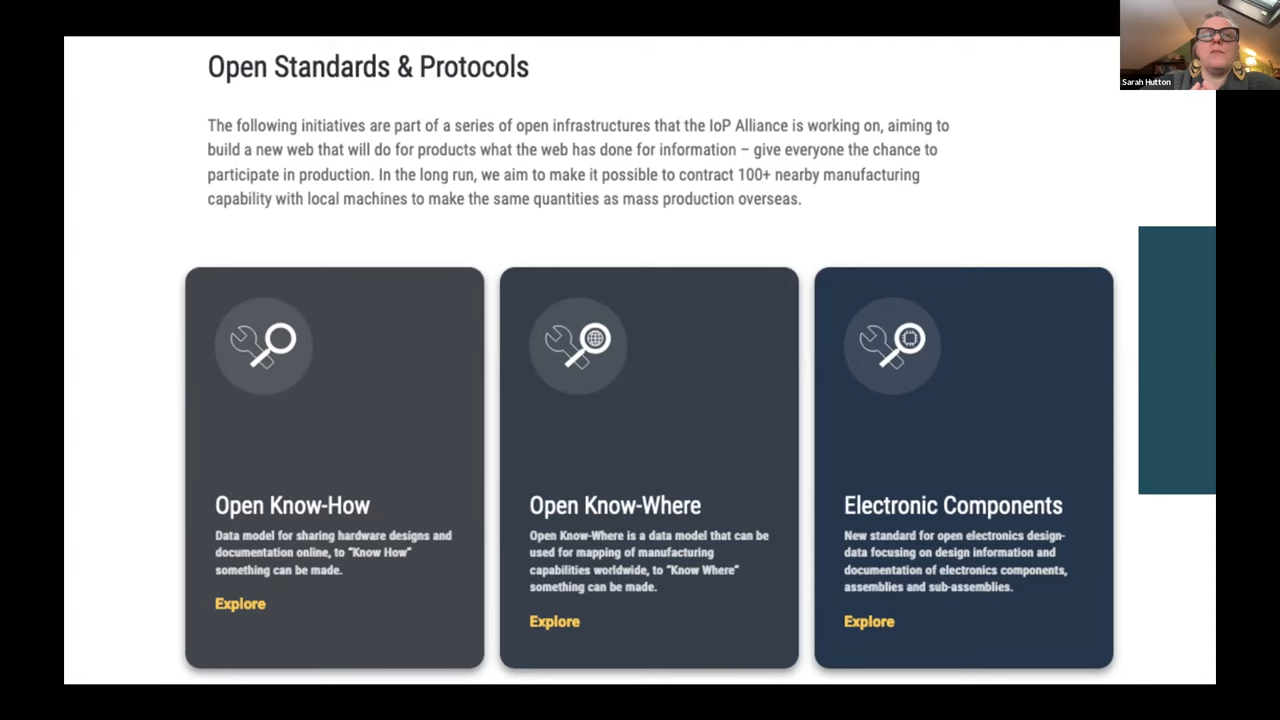 Open Standards & Protocols
Sarah Hutton
The following initiatives are part of a series of open infrastructures that the IoP Alliance is working on, aiming to
build a new web that will do for products what the web has done for information – give everyone the chance to
participate in production. In the long run, we aim to make it possible to contract 100+ nearby manufacturing
capability with local machines to make the same quantities as mass production overseas.
Open Know-How
Data model for sharing hardware designs and
documentation online, to “Know How”
something can be made.
Explore
Open Know-Where
Open Know-Where is a data model that can be
used for mapping of manufacturing
capabilities worldwide, to “Know Where”
something can be made.
Explore
Electronic Components
New standard for open electronics design-
data focusing on design information and
documentation of electronics components,
assemblies and sub-assemblies.
Explore